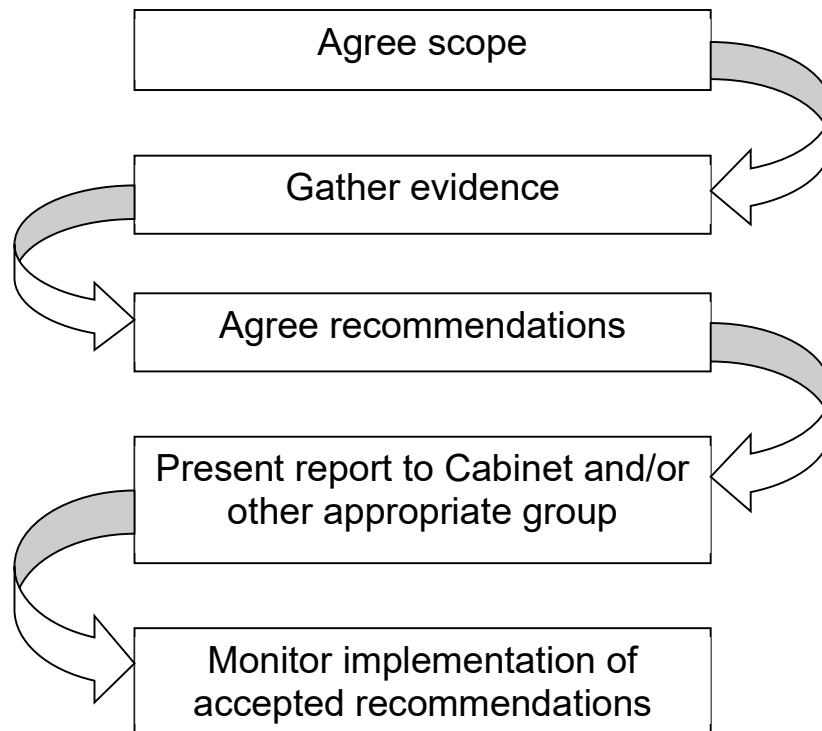 Agree scope
Gather evidence
Agree recommendations
Present report to Cabinet and/or
other appropriate group
Monitor implementation of
accepted recommendations